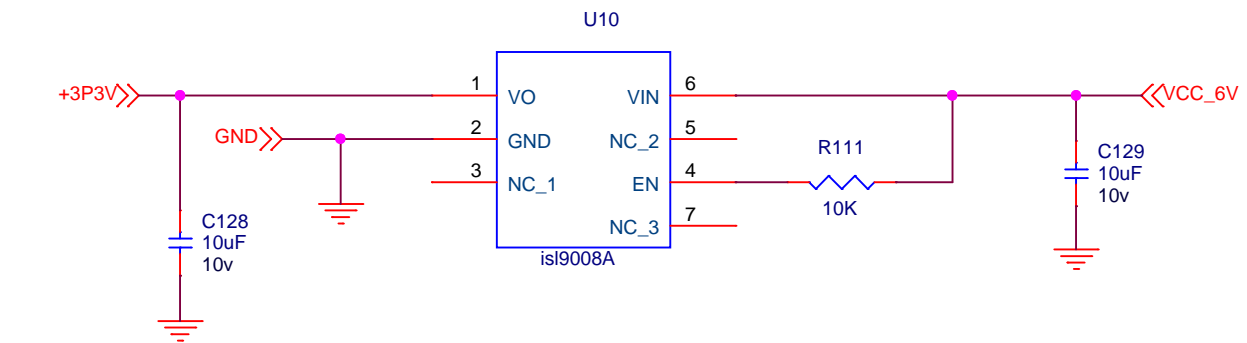 U10
+3P3V
1
VO
VIN
6
VCC_6V
GND
2
GND
NC_2
5
R111
3
NC_1
EN
4
10K
C129
10uF
10v
NC_3
7
C128
10uF
10v
isl9008A